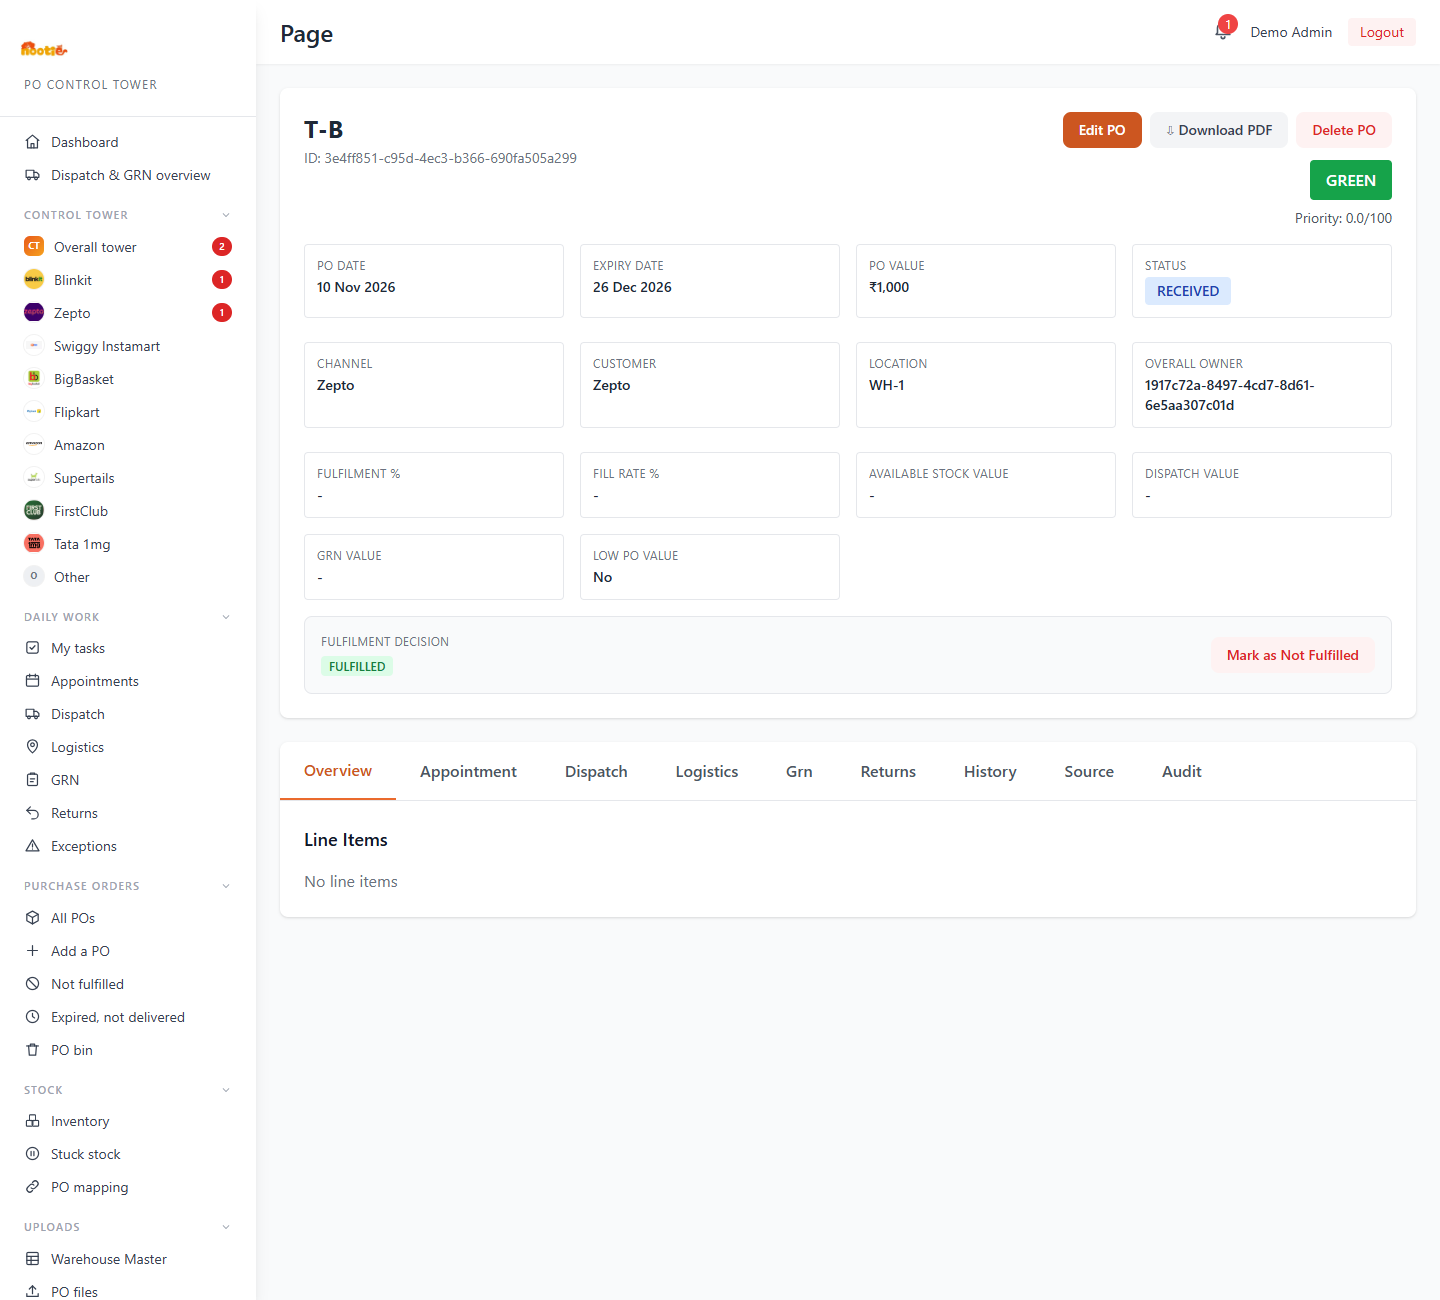 nootie
PO CONTROL TOWER
Dashboard
Dispatch & GRN overview
CONTROL TOWER
CT Overall tower 2
blinkit Blinkit 1
zepto Zepto 1
Swiggy Instamart
BigBasket
Flipkart
Amazon
Supertails
FIRST CLUB FirstClub
TATA 1mg Tata 1mg
O Other
DAILY WORK
My tasks
Appointments
Dispatch
Logistics
GRN
Returns
Exceptions
PURCHASE ORDERS
All POs
Add a PO
Not fulfilled
Expired, not delivered
PO bin
STOCK
Inventory
Stuck stock
PO mapping
UPLOADS
Warehouse Master
PO files
Page
1 Demo Admin Logout
T-B
ID: 3e4ff851-c95d-4ec3-b366-690fa505a299
Edit PO ⇩ Download PDF Delete PO
GREEN
Priority: 0.0/100
PO DATE
10 Nov 2026
EXPIRY DATE
26 Dec 2026
PO VALUE
₹1,000
STATUS
RECEIVED
CHANNEL
Zepto
CUSTOMER
Zepto
LOCATION
WH-1
OVERALL OWNER
1917c72a-8497-4cd7-8d61-
6e5aa307c01d
FULFILMENT %
-
FILL RATE %
-
AVAILABLE STOCK VALUE
-
DISPATCH VALUE
-
GRN VALUE
-
LOW PO VALUE
No
FULFILMENT DECISION
FULFILLED
Mark as Not Fulfilled
Overview Appointment Dispatch Logistics Grn Returns History Source Audit
Line Items
No line items